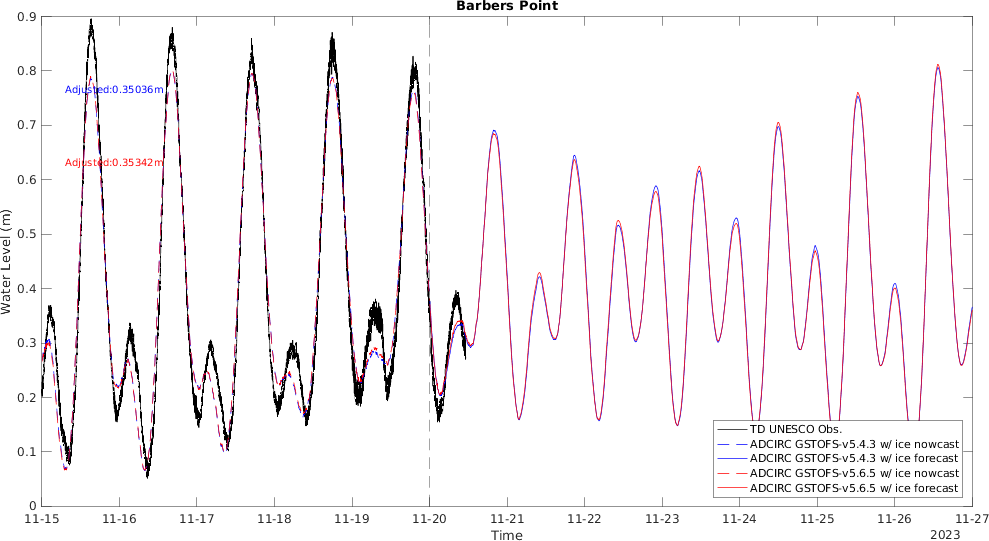 Barbers Point
0.9
0.8
0.7
0.6
0.5
0.4
0.3
0.2
0.1
0
Water Level (m)
Adjusted:0.35036m
Adjusted:0.35342m
TD UNESCO Obs.
ADCIRC GSTOFS-v5.4.3 w/ ice nowcast
ADCIRC GSTOFS-v5.4.3 w/ ice forecast
ADCIRC GSTOFS-v5.6.5 w/ ice nowcast
ADCIRC GSTOFS-v5.6.5 w/ ice forecast
11-15 11-16 11-17 11-18 11-19 11-20 11-21 11-22 11-23 11-24 11-25 11-26 11-27
Time
2023